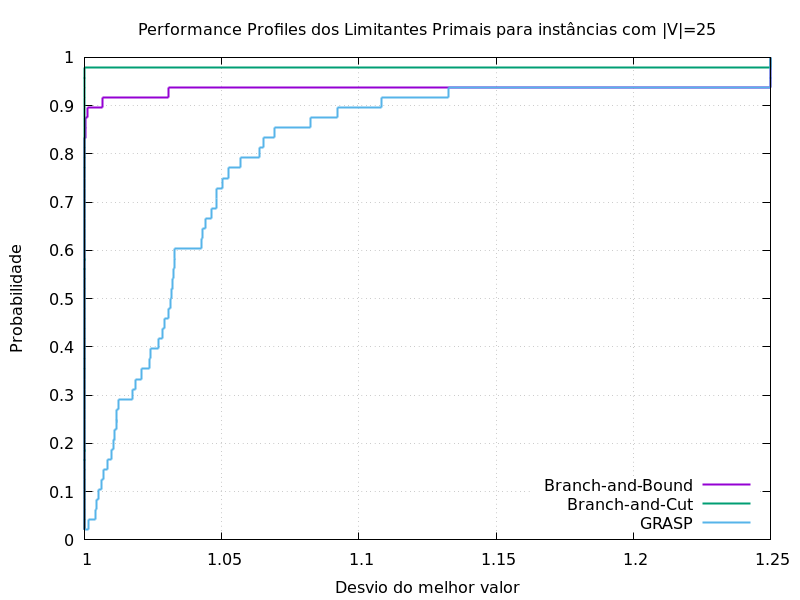 Performance Profiles dos Limitantes Primais para instâncias com |V|=25
1
0.9
0.8
0.7
0.6
0.5
0.4
0.3
0.2
0.1
0
Probabilidade
Branch-and-Bound
Branch-and-Cut
GRASP
1 1.05 1.1 1.15 1.2 1.25
Desvio do melhor valor